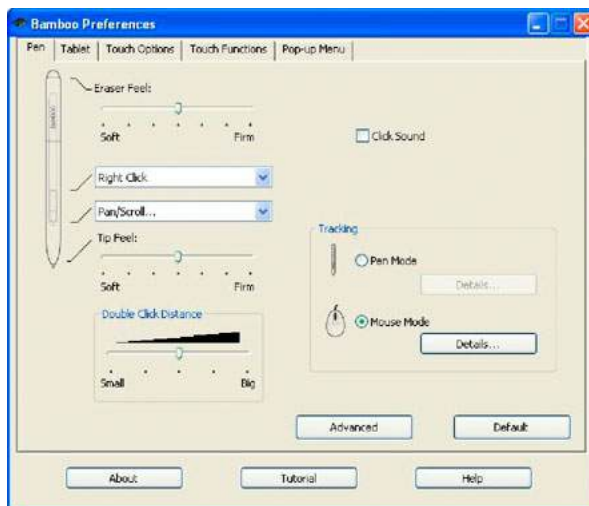 Bamboo Preferences
Pen Tablet Touch Options Touch Functions Pop-up Menu
Eraser Feel:
Soft Firm
Click Sound
Right Click
Pan/Scroll...
Tip Feel:
Soft Firm
Tracking
Pen Mode
Details...
Mouse Mode
Details...
Double Click Distance
Small Big
Advanced Default
About Tutorial Help